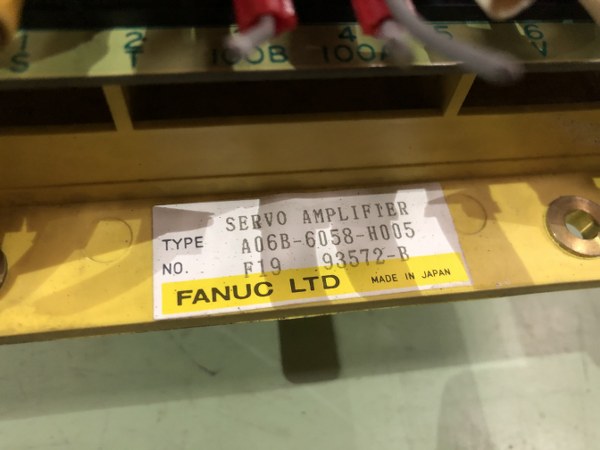 1 2 3 4 5 6
S T 100B 100A V
SERVO AMPLIFIER
TYPE A06B-6058-H005
NO. F19 93572-B
FANUC LTD MADE IN JAPAN